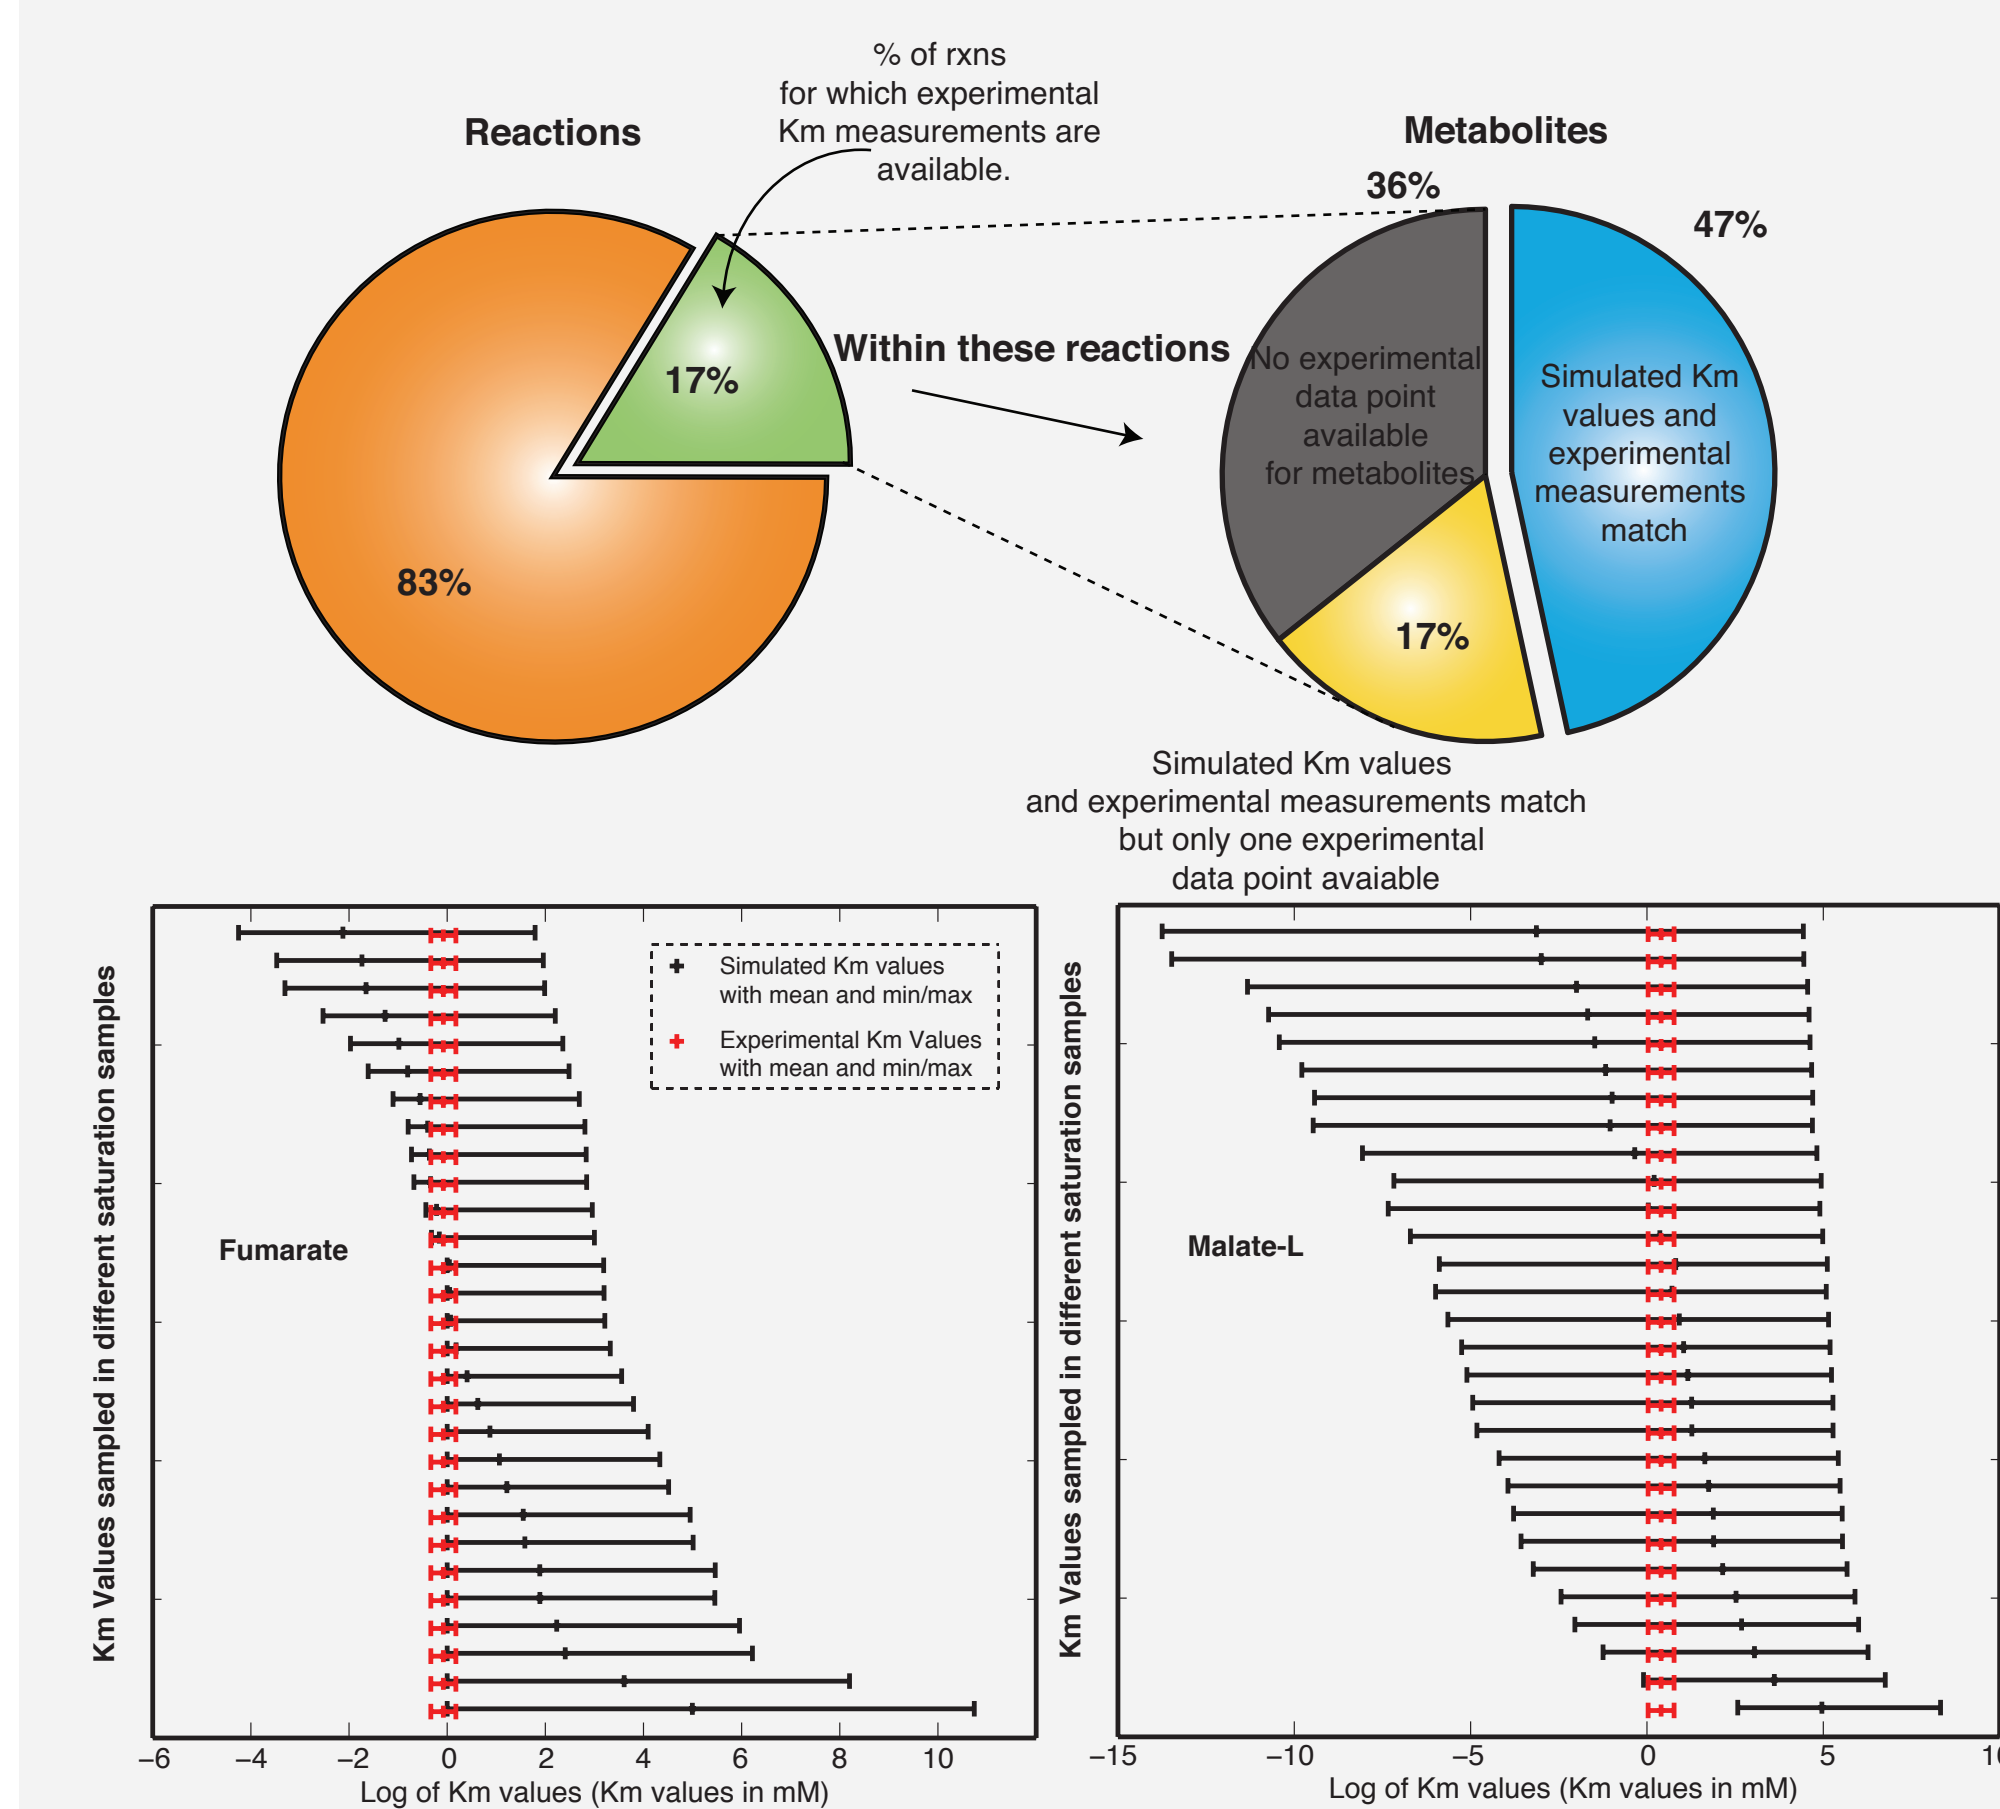 % of rxns
for which experimental
Km measurements are
available.
Reactions
Metabolites
36%
47%
Within these reactions
17%
83%
No experimental
data point
available
for metabolites
Simulated Km
values and
experimental
measurements
match
17%
Simulated Km values
and experimental measurements match
but only one experimental
data point avaiable
Km Values sampled in different saturation samples
Simulated Km values
with mean and min/max
Experimental Km Values
with mean and min/max
Fumarate
−6 −4 −2 0 2 4 6 8 10
Log of Km values (Km values in mM)
Km Values sampled in different saturation samples
Malate-L
−15 −10 −5 0 5
Log of Km values (Km values in mM)